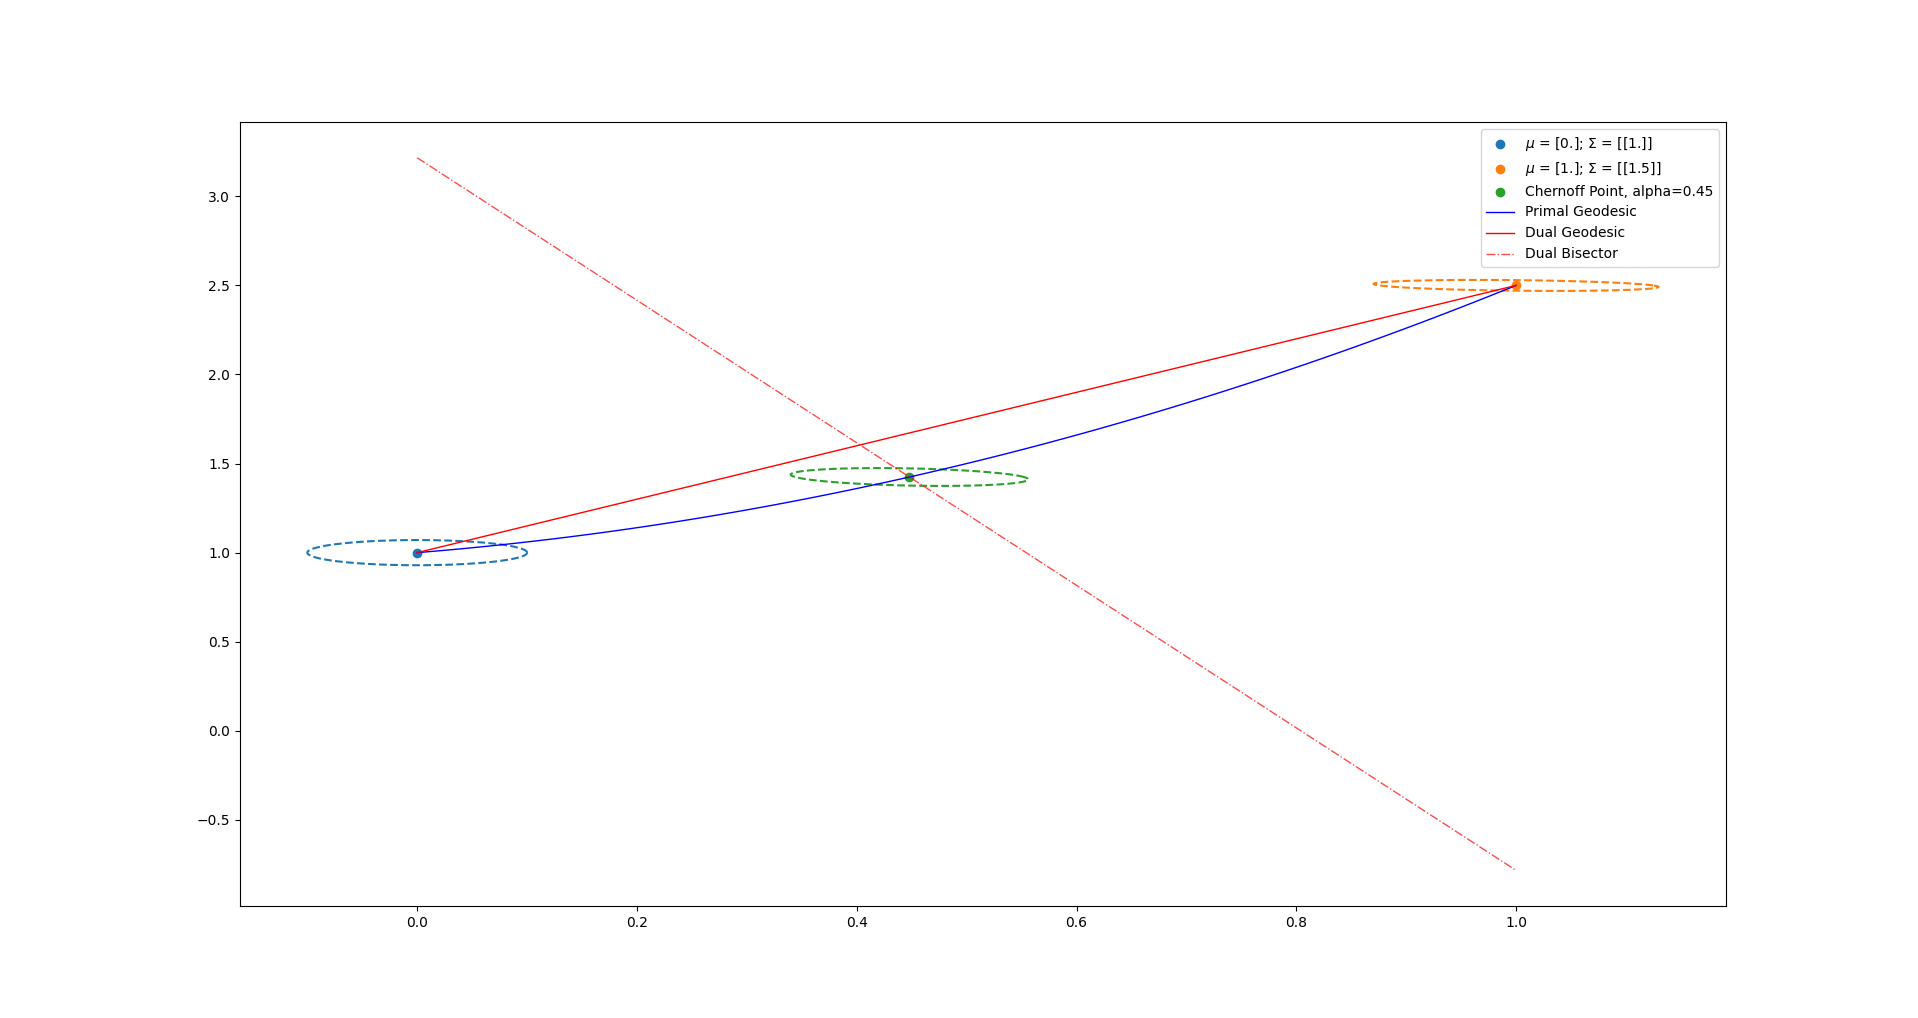 μ = [0.]; Σ = [[1.]]
μ = [1.]; Σ = [[1.5]]
Chernoff Point, alpha=0.45
Primal Geodesic
Dual Geodesic
Dual Bisector
3.0
2.5
2.0
1.5
1.0
0.5
0.0
−0.5
0.0 0.2 0.4 0.6 0.8 1.0